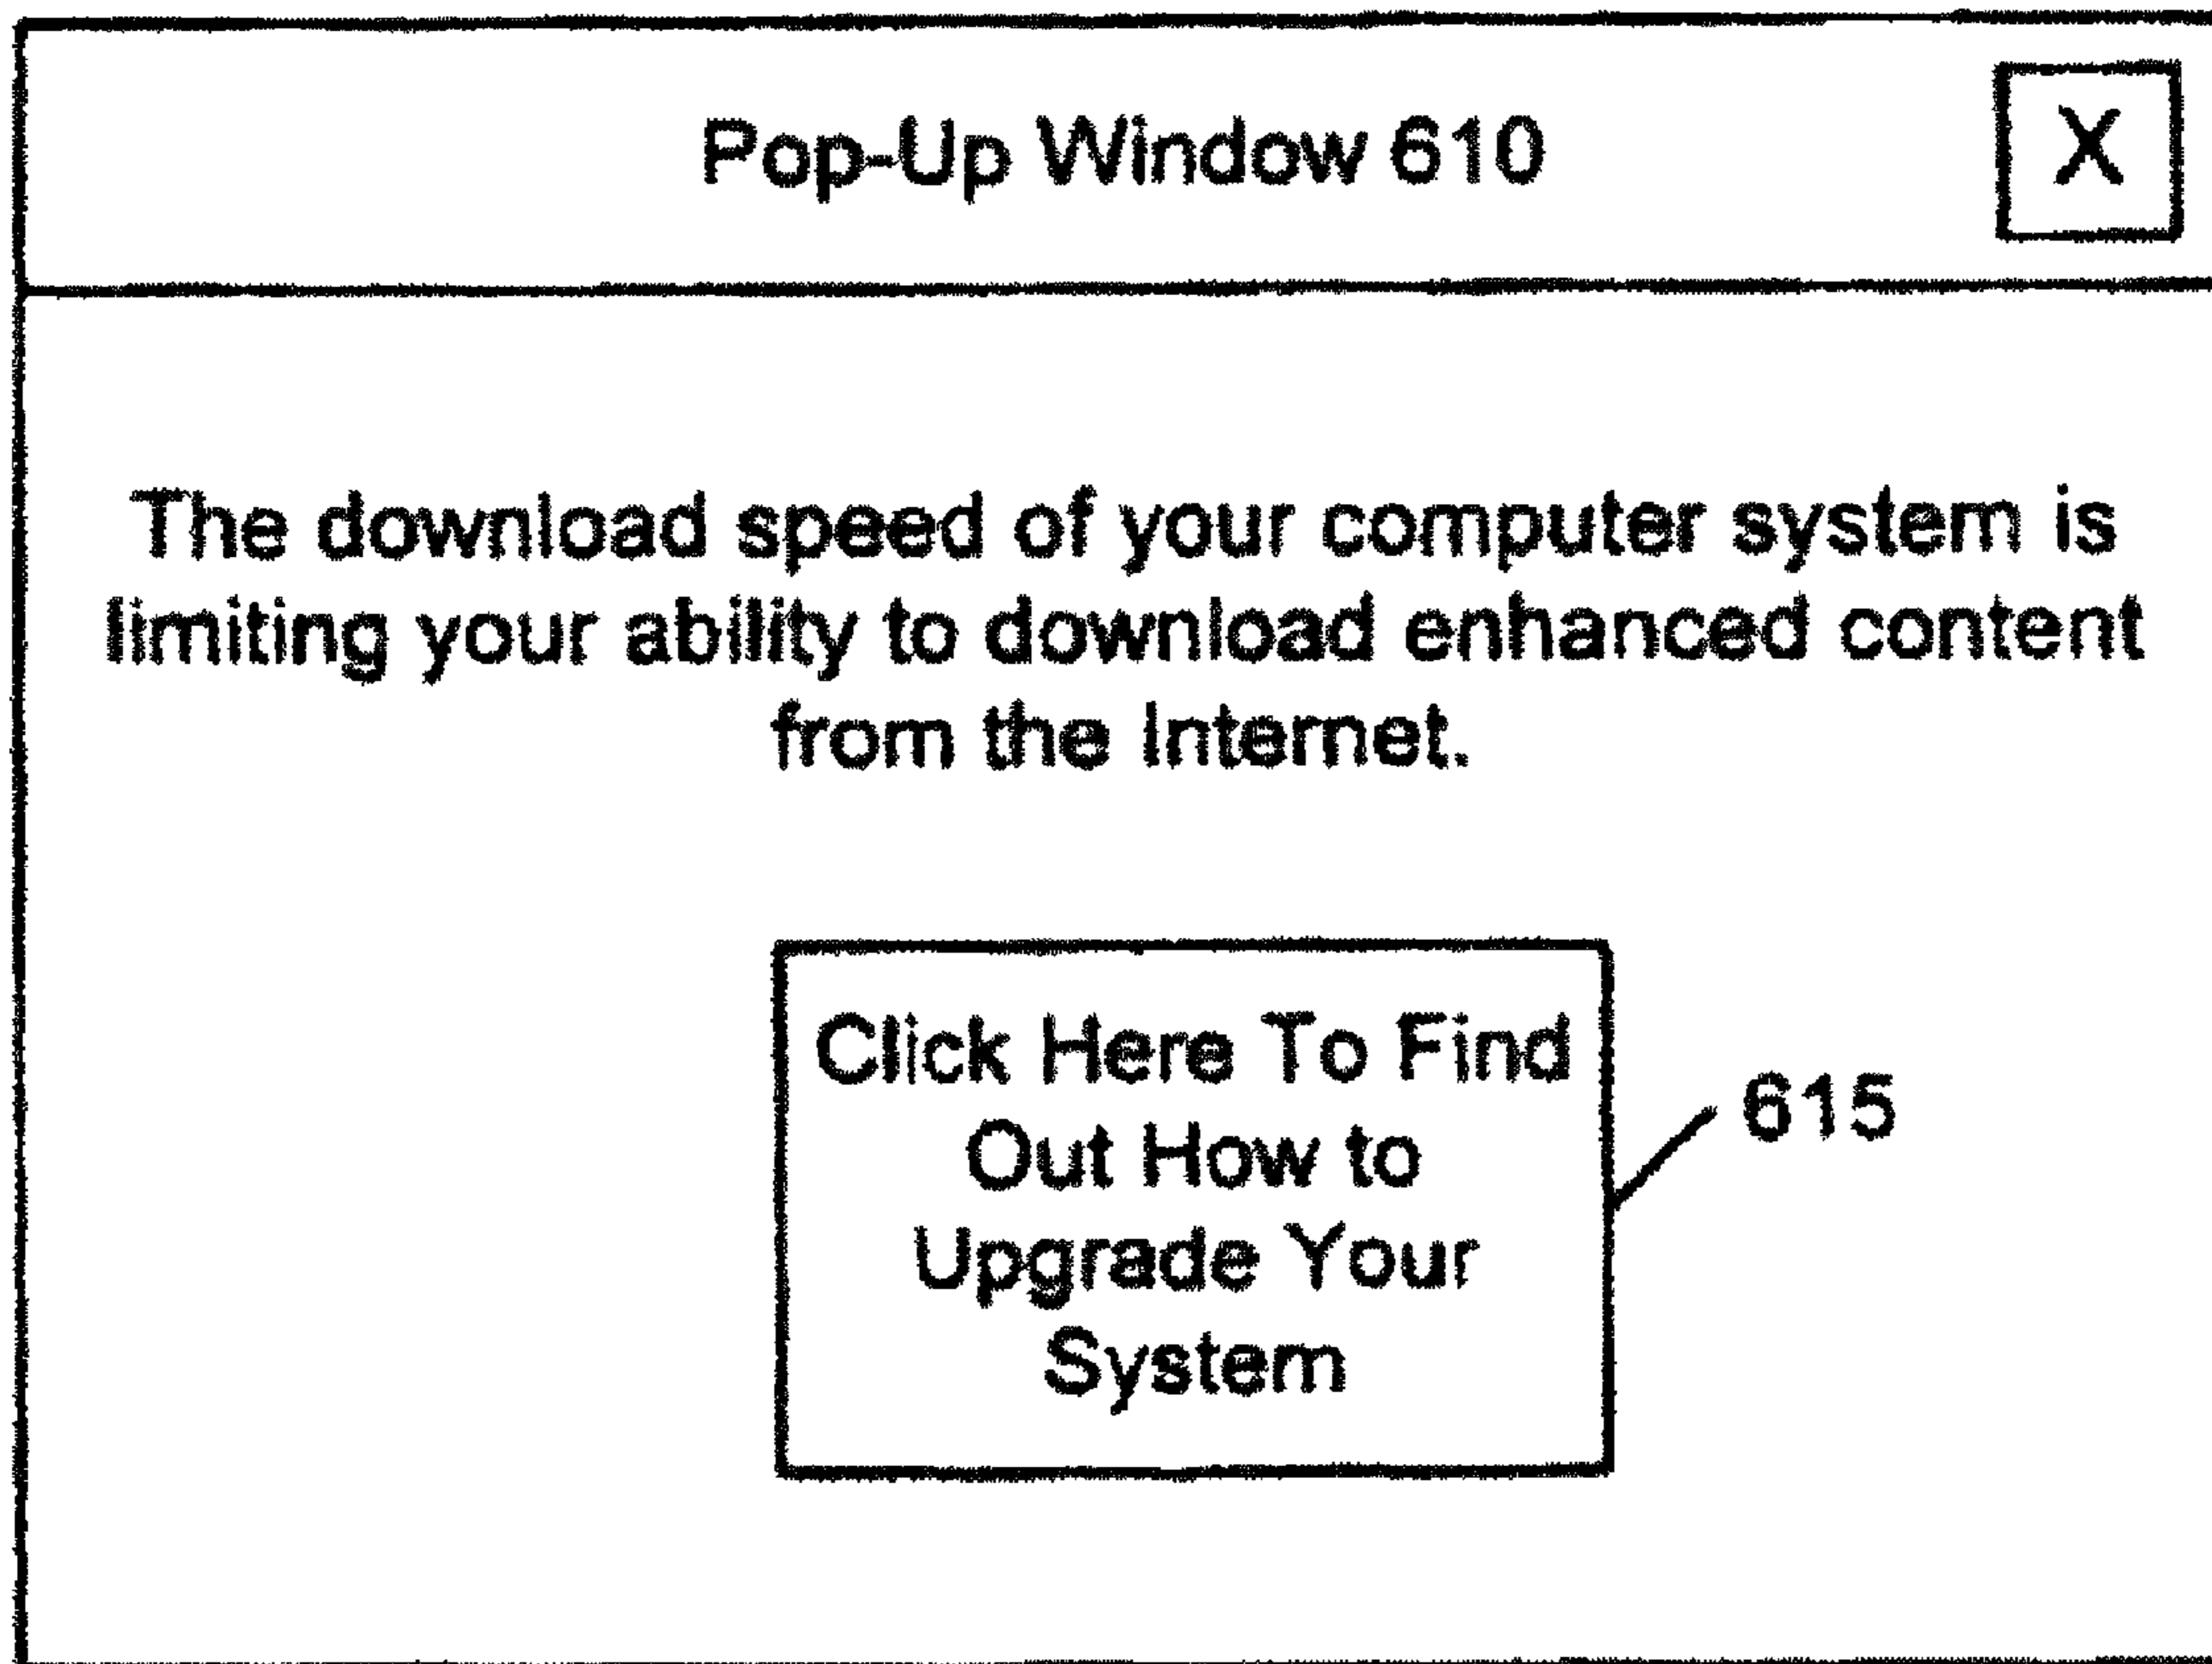 Pop-Up Window 610
X
The download speed of your computer system is
limiting your ability to download enhanced content
from the Internet.
Click Here To Find
Out How to
Upgrade Your
System
615